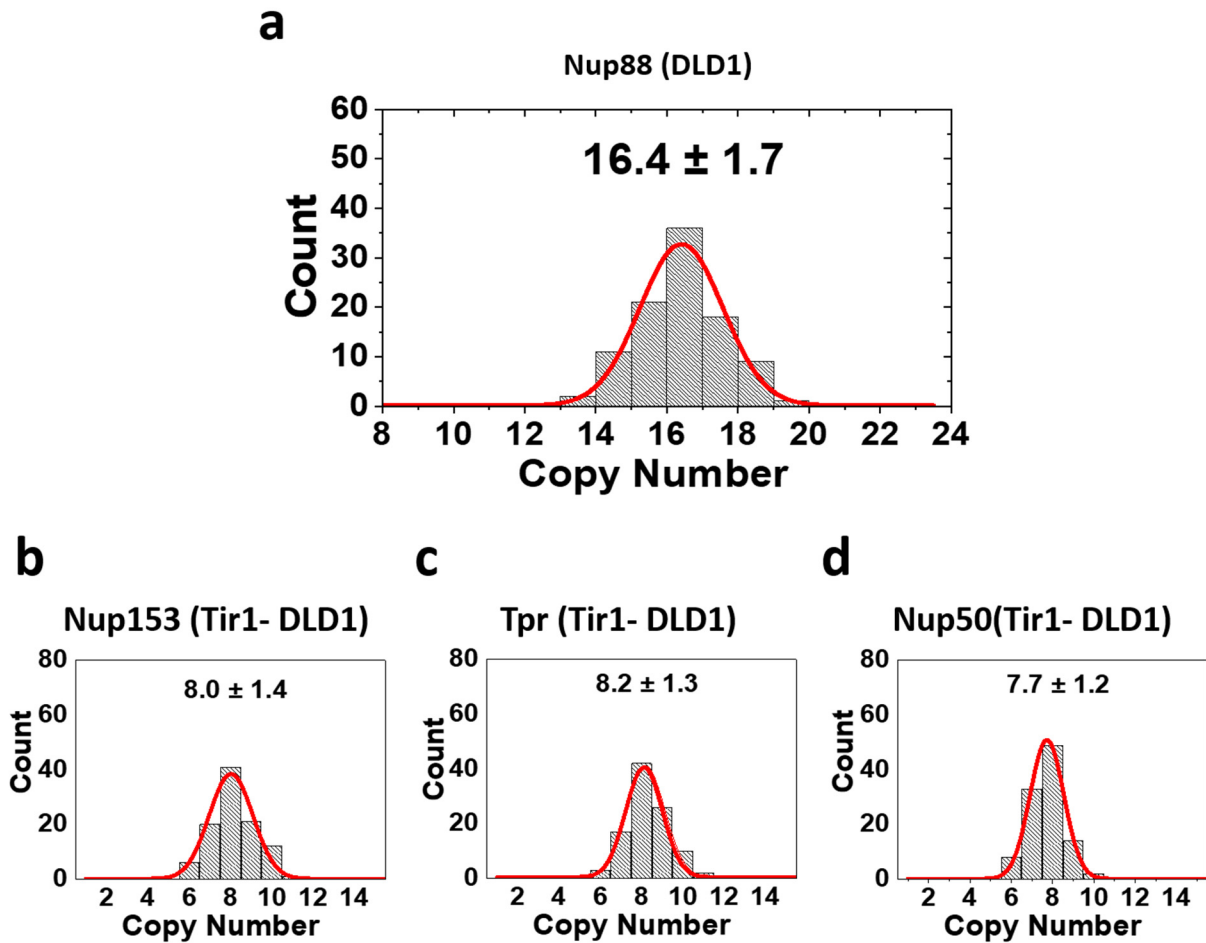 a
Nup88 (DLD1)
60
50
40
30
20
10
0
16.4 ± 1.7
Count
8 10 12 14 16 18 20 22 24
Copy Number
b
Nup153 (Tir1- DLD1)
80
60
40
20
0
8.0 ± 1.4
Count
2 4 6 8 10 12 14
Copy Number
c
Tpr (Tir1- DLD1)
80
60
40
20
0
8.2 ± 1.3
Count
2 4 6 8 10 12 14
Copy Number
d
Nup50(Tir1- DLD1)
80
60
40
20
0
7.7 ± 1.2
Count
2 4 6 8 10 12 14
Copy Number